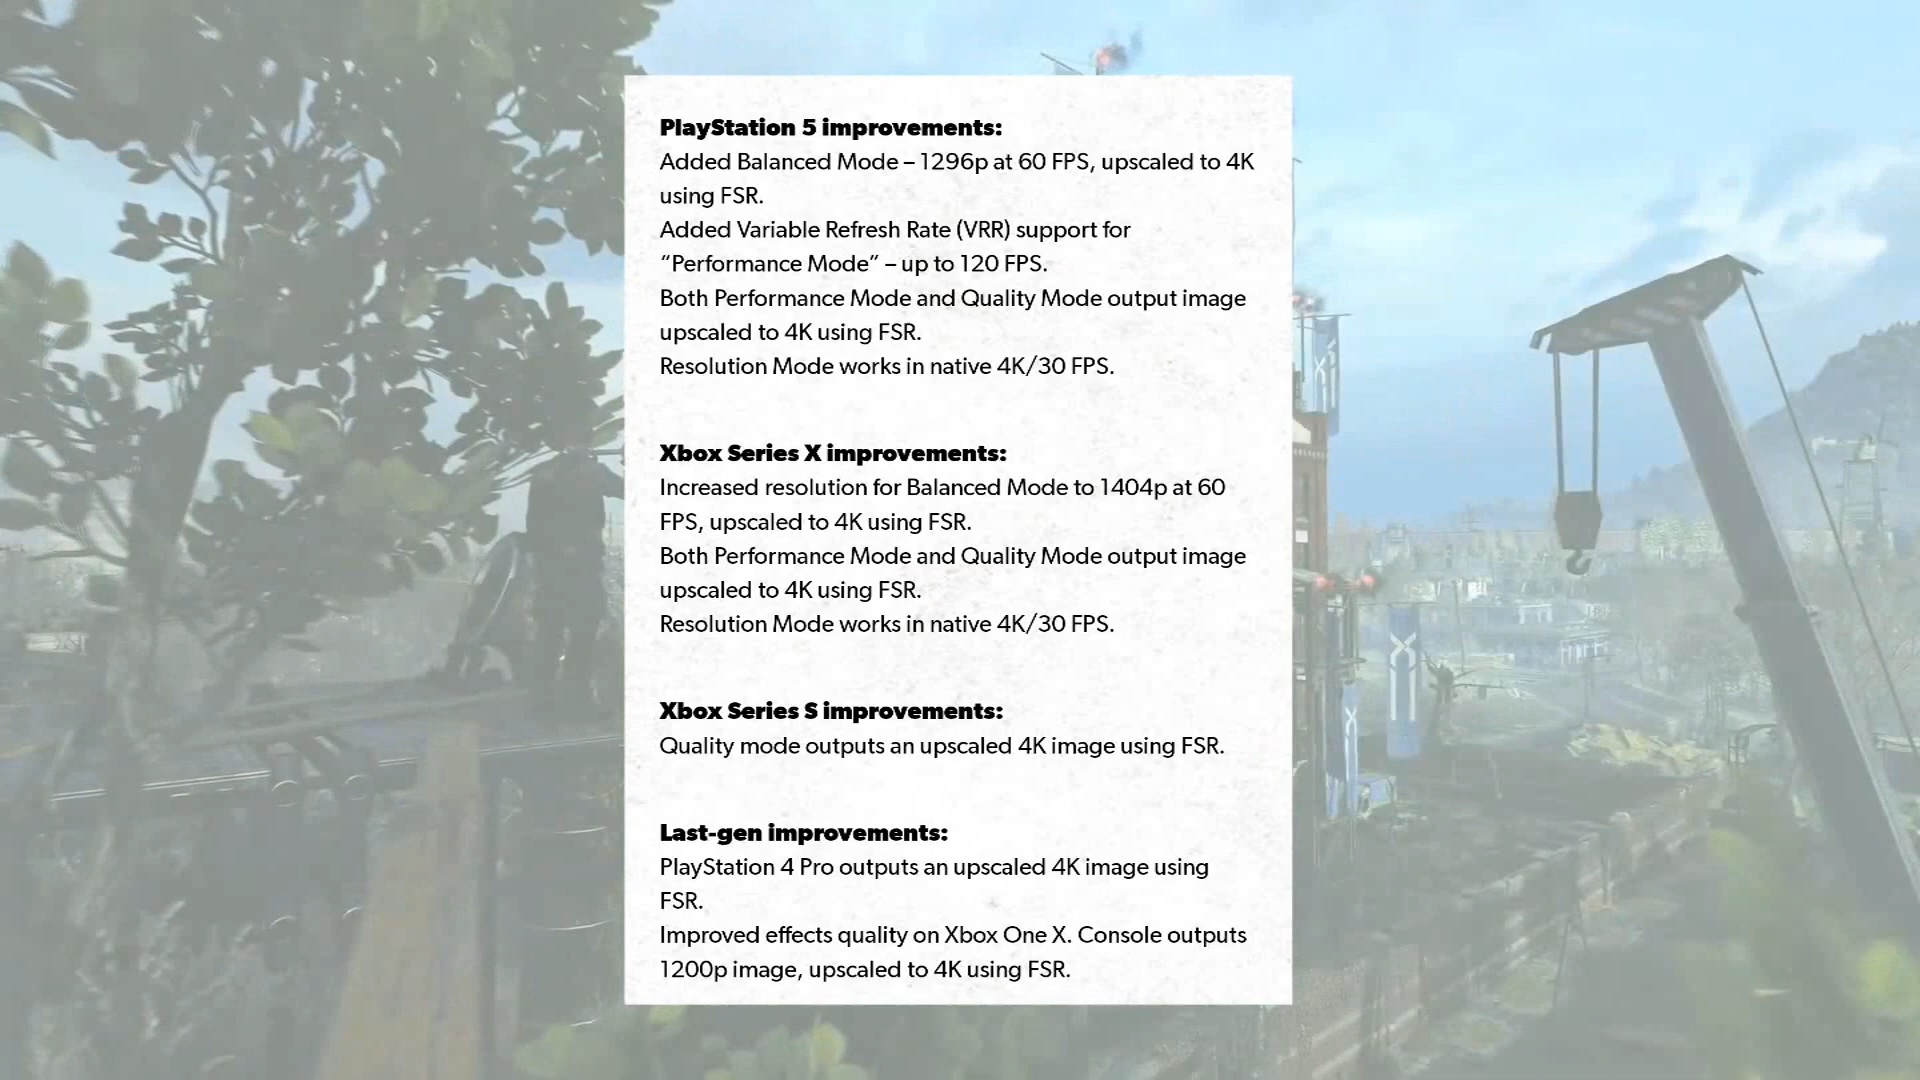 PlayStation 5 improvements:
Added Balanced Mode – 1296p at 60 FPS, upscaled to 4K
using FSR.
Added Variable Refresh Rate (VRR) support for
“Performance Mode” – up to 120 FPS.
Both Performance Mode and Quality Mode output image
upscaled to 4K using FSR.
Resolution Mode works in native 4K/30 FPS.
Xbox Series X improvements:
Increased resolution for Balanced Mode to 1404p at 60
FPS, upscaled to 4K using FSR.
Both Performance Mode and Quality Mode output image
upscaled to 4K using FSR.
Resolution Mode works in native 4K/30 FPS.
Xbox Series S improvements:
Quality mode outputs an upscaled 4K image using FSR.
Last-gen improvements:
PlayStation 4 Pro outputs an upscaled 4K image using
FSR.
Improved effects quality on Xbox One X. Console outputs
1200p image, upscaled to 4K using FSR.